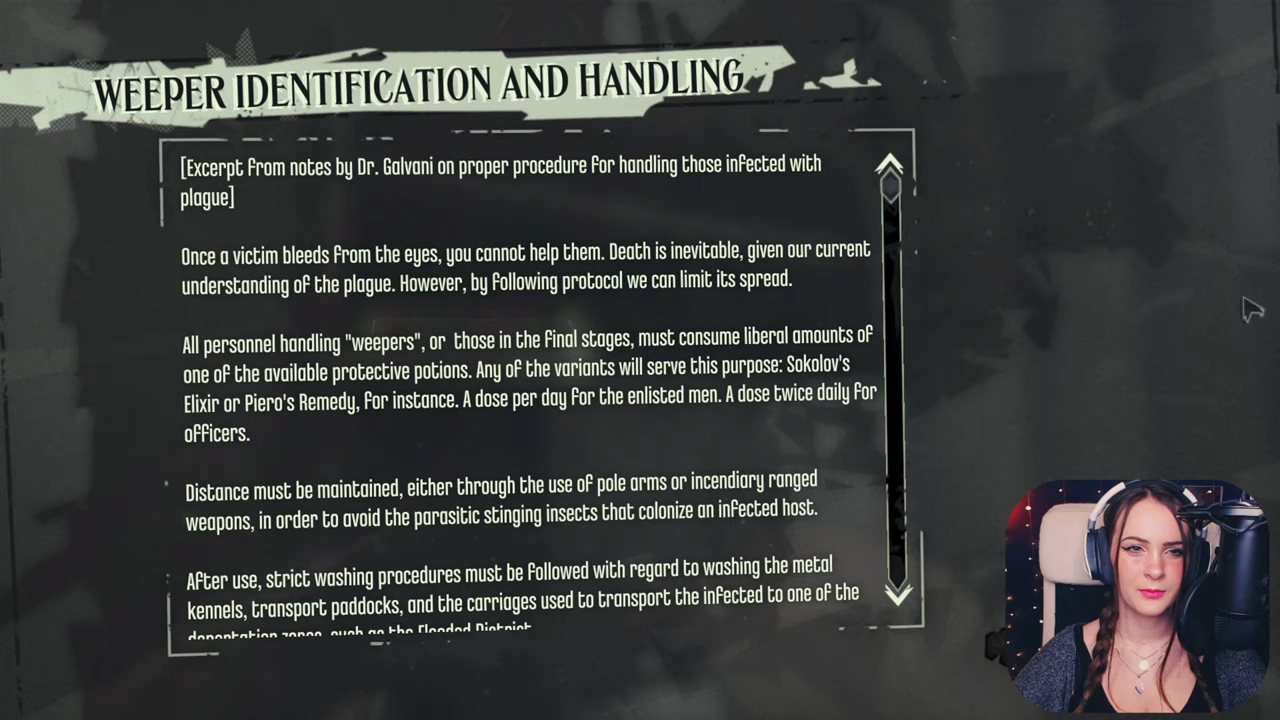 WEEPER IDENTIFICATION AND HANDLING
[Excerpt from notes by Dr. Galvani on proper procedure for handling those infected with
plague]
Once a victim bleeds from the eyes, you cannot help them. Death is inevitable, given our current
understanding of the plague. However, by following protocol we can limit its spread.
All personnel handling "weepers", or those in the final stages, must consume liberal amounts of
one of the available protective potions. Any of the variants will serve this purpose: Sokolov's
Elixir or Piero's Remedy, for instance. A dose per day for the enlisted men. A dose twice daily for
officers.
Distance must be maintained, either through the use of pole arms or incendiary ranged
weapons, in order to avoid the parasitic stinging insects that colonize an infected host.
After use, strict washing procedures must be followed with regard to washing the metal
kennels, transport paddocks, and the carriages used to transport the infected to one of the
deportation zones, such as the Flooded District.